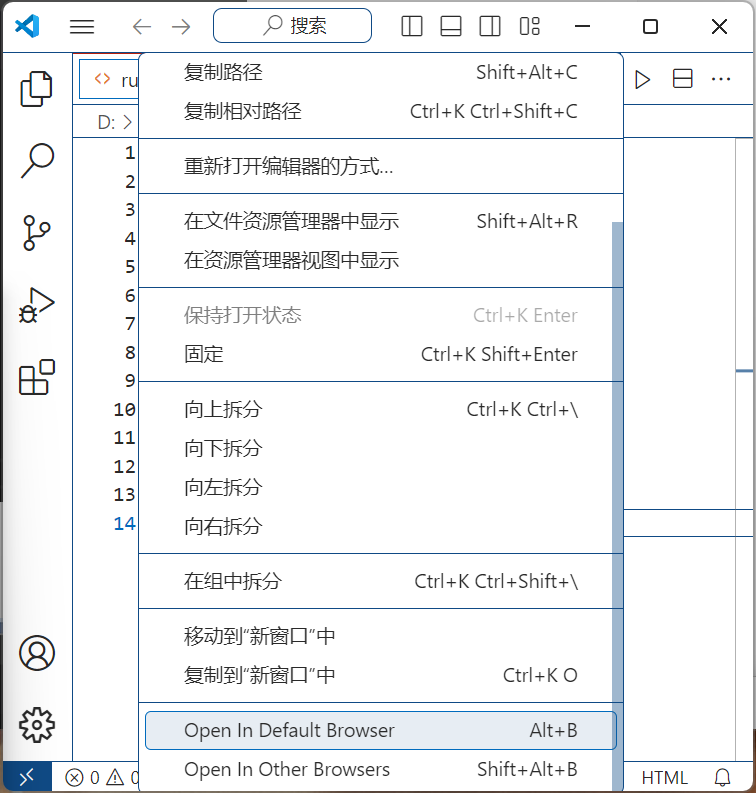 搜索
ru
D:
复制路径 Shift+Alt+C
复制相对路径 Ctrl+K Ctrl+Shift+C
重新打开编辑器的方式...
在文件资源管理器中显示 Shift+Alt+R
在资源管理器视图中显示
保持打开状态 Ctrl+K Enter
固定 Ctrl+K Shift+Enter
向上拆分 Ctrl+K Ctrl+\
向下拆分
向左拆分
向右拆分
在组中拆分 Ctrl+K Ctrl+Shift+\
移动到“新窗口”中
复制到“新窗口”中 Ctrl+K O
Open In Default Browser Alt+B
Open In Other Browsers Shift+Alt+B
1
2
3
4
5
6
7
8
9
10
11
12
13
14
0 0 HTML